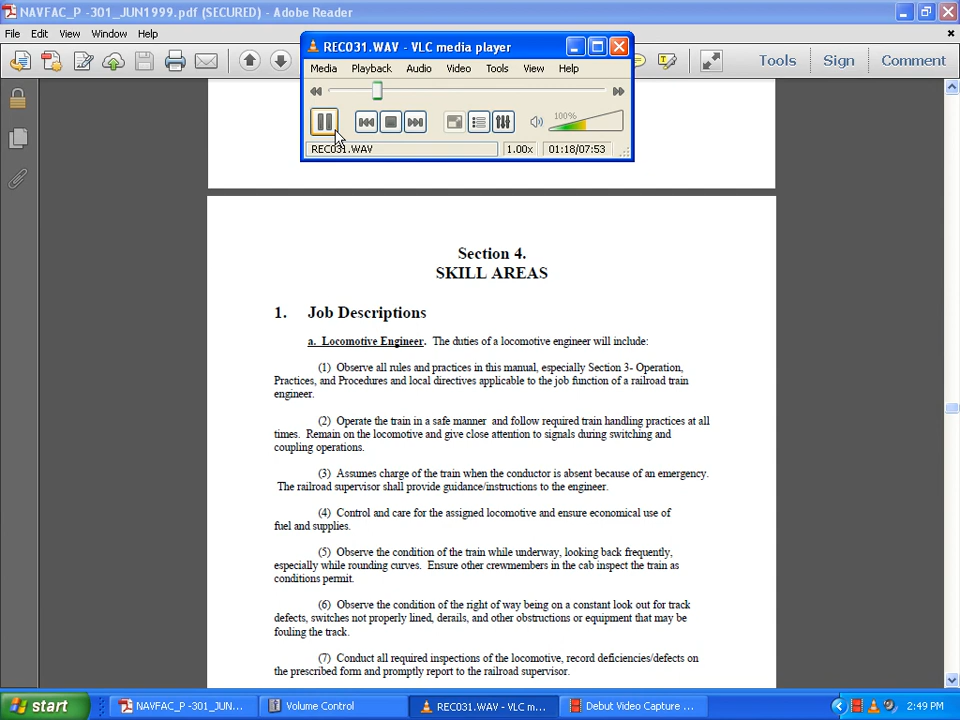 NAVFAC_P -301_JUN1999.pdf (SECURED) - Adobe Reader
File Edit View Window Help
Tools Sign Comment
REC031.WAV - VLC media player
Media Playback Audio Video Tools View Help
100%
REC031.WAV 1.00x 01:18/07:53
Section 4.
SKILL AREAS
1. Job Descriptions
a. Locomotive Engineer. The duties of a locomotive engineer will include:
(1) Observe all rules and practices in this manual, especially Section 3- Operation,
Practices, and Procedures and local directives applicable to the job function of a railroad train
engineer.
(2) Operate the train in a safe manner and follow required train handling practices at all
times. Remain on the locomotive and give close attention to signals during switching and
coupling operations.
(3) Assumes charge of the train when the conductor is absent because of an emergency.
The railroad supervisor shall provide guidance/instructions to the engineer.
(4) Control and care for the assigned locomotive and ensure economical use of
fuel and supplies.
(5) Observe the condition of the train while underway, looking back frequently,
especially while rounding curves. Ensure other crewmembers in the cab inspect the train as
conditions permit.
(6) Observe the condition of the right of way being on a constant look out for track
defects, switches not properly lined, derails, and other obstructions or equipment that may be
fouling the track.
(7) Conduct all required inspections of the locomotive, record deficiencies/defects on
the prescribed form and promptly report to the railroad supervisor.
start NAVFAC_P -301_JUN... Volume Control REC031.WAV - VLC m... Debut Video Capture ... 2:49 PM